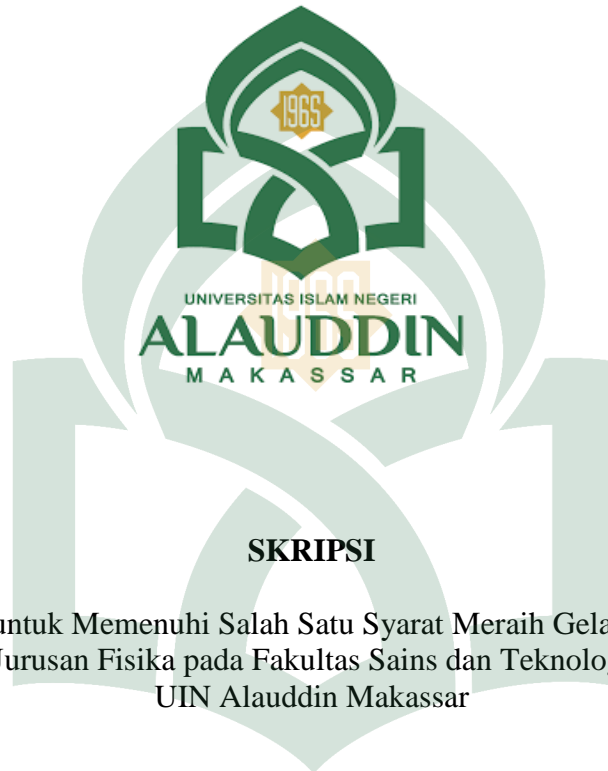 1965
UNIVERSITAS ISLAM NEGERI
ALAUDDIN
MAKASSAR
SKRIPSI
untuk Memenuhi Salah Satu Syarat Meraih
Jurusan Fisika pada Fakultas Sains dan
UIN Alauddin Makassar